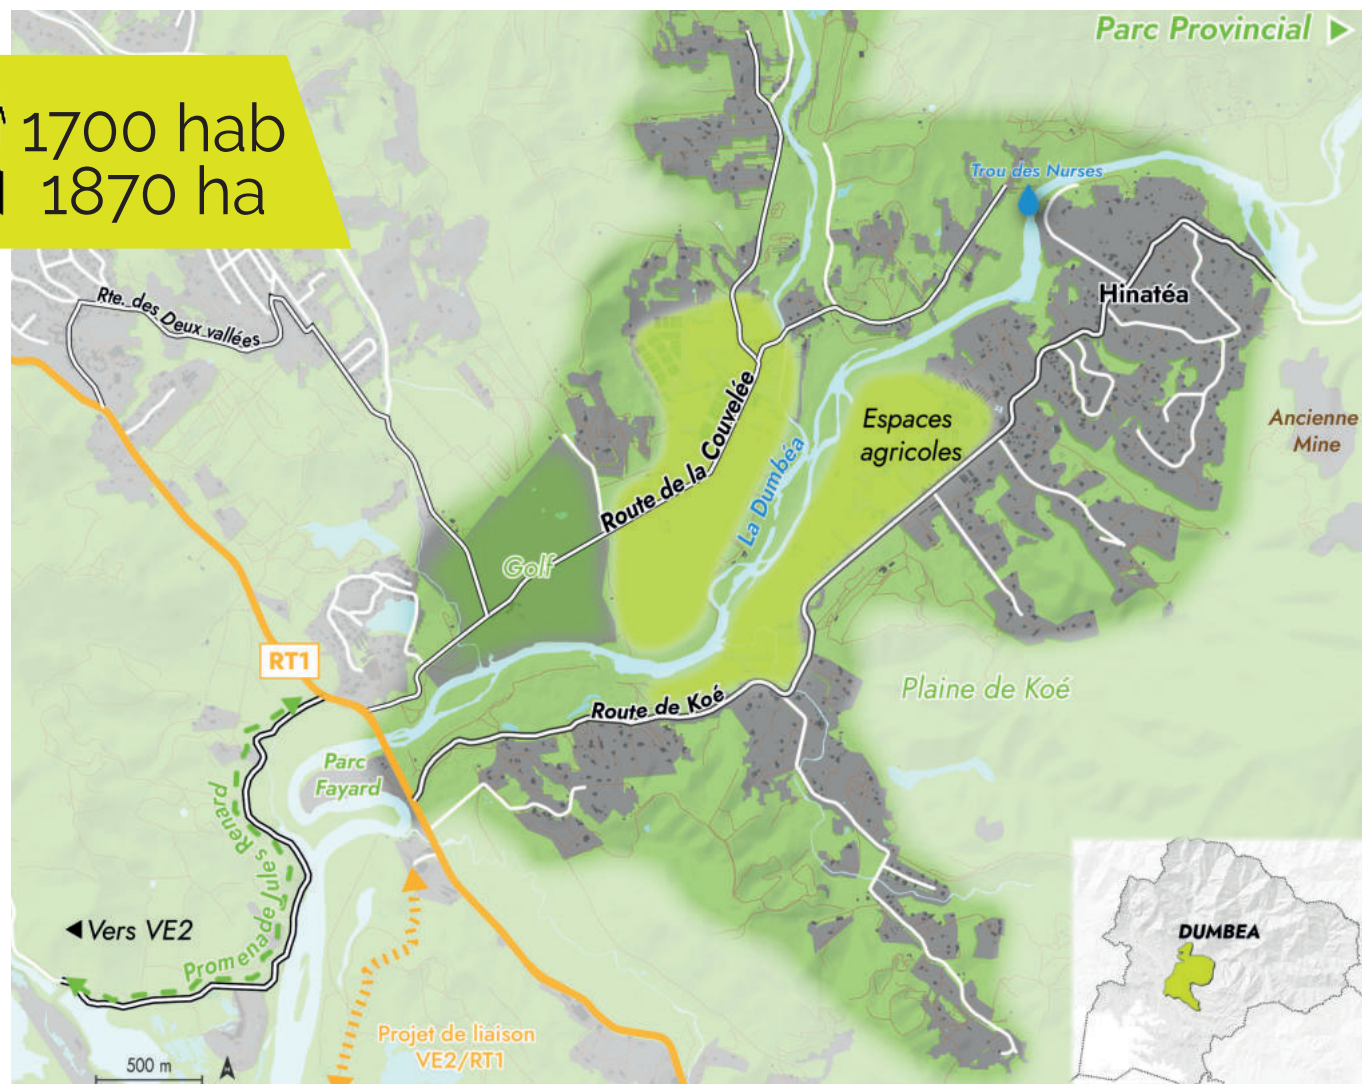 Parc Provincial
1700 hab
1870 ha
Trou des Nurses
Hinatéa
Rte. des Deux vallées
Espaces
agricoles
Ancienne
Mine
Route de la Couvelée
La Dumbéa
Golf
RT1
Plaine de Koé
Route de Koé
Parc
Fayard
Promenade Jules Renard
Vers VE2
DUMBEA
Projet de liaison
VE2/RT1
500 m